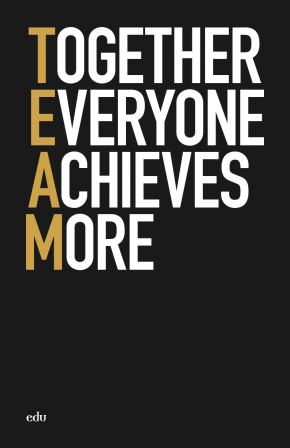 TOGETHER
EVERYONE
ACHIEVES
MORE
edu